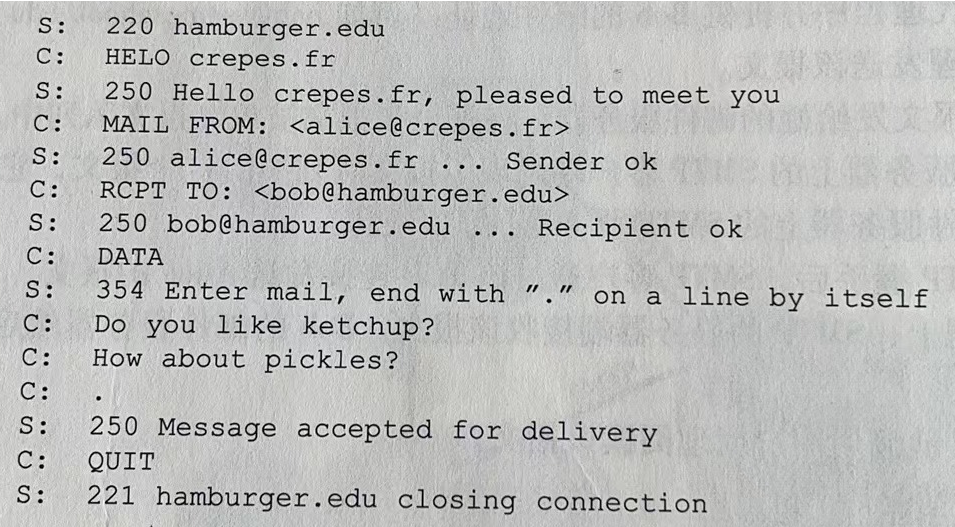 S: 220 hamburger.edu
C: HELO crepes.fr
S: 250 Hello crepes.fr, pleased to meet you
C: MAIL FROM: <alice@crepes.fr>
S: 250 alice@crepes.fr ... Sender ok
C: RCPT TO: <bob@hamburger.edu>
S: 250 bob@hamburger.edu ... Recipient ok
C: DATA
S: 354 Enter mail, end with "." on a line by itself
C: Do you like ketchup?
C: How about pickles?
C: .
S: 250 Message accepted for delivery
C: QUIT
S: 221 hamburger.edu closing connection